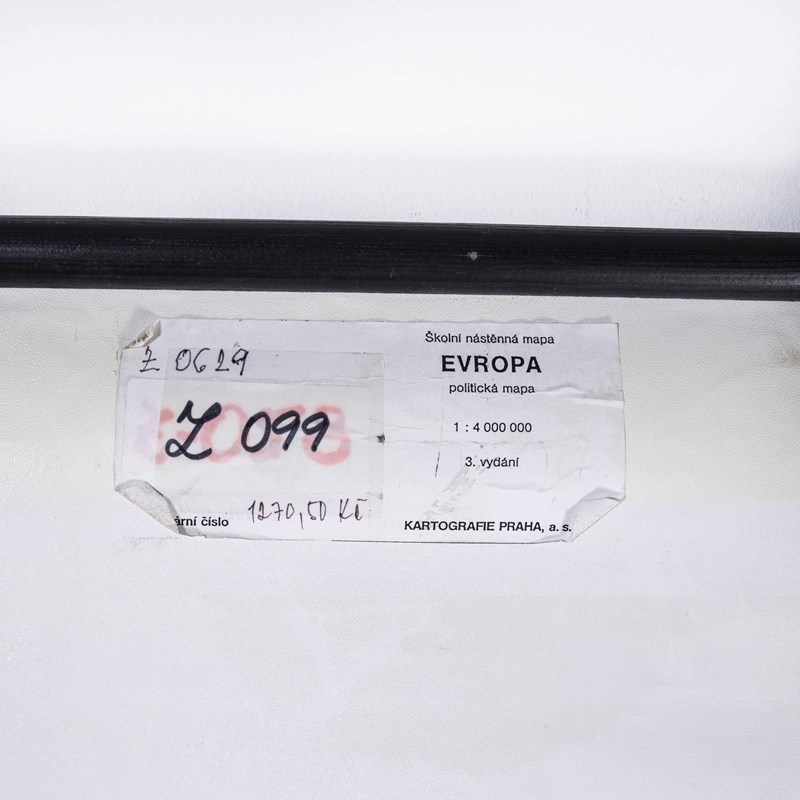 Z 0629
Z 099
ární číslo 1270,50 Kč
Školní nástěnná mapa
EVROPA
politická mapa
1 : 4 000 000
3. vydání
KARTOGRAFIE PRAHA, a. s.